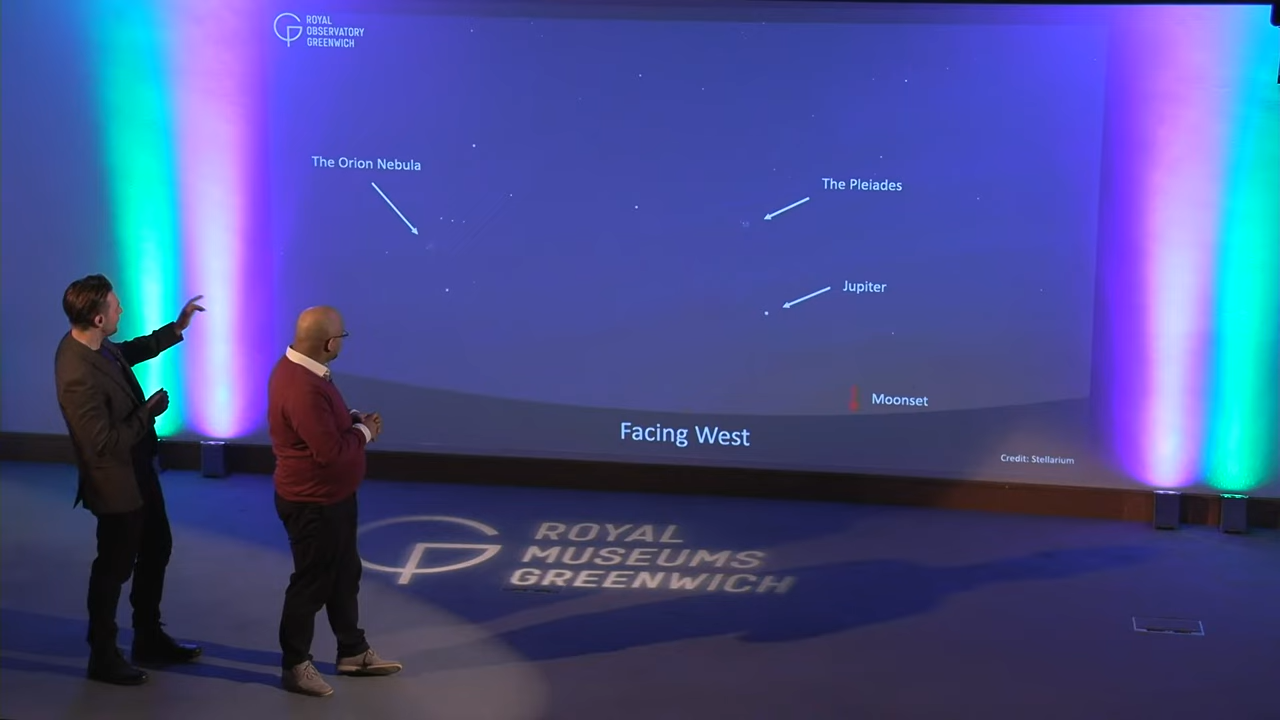 ROYAL
OBSERVATORY
GREENWICH
The Orion Nebula
The Pleiades
Jupiter
Moonset
Facing West
Credit: Stellarium
ROYAL
MUSEUMS
GREENWICH